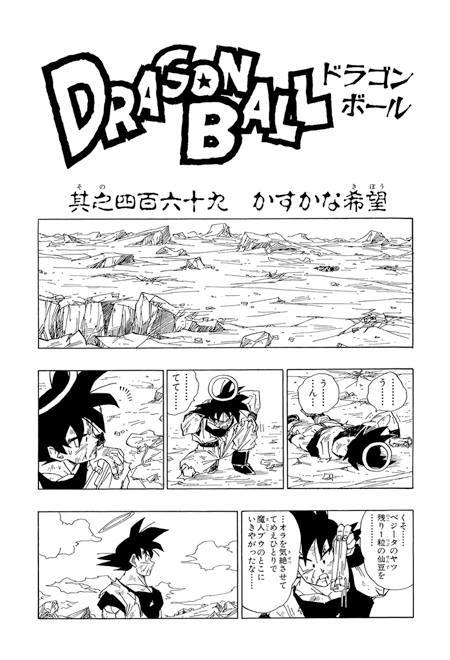 DRAGON BALL
ドラゴン
ボール
其之四百六十九 かすかな希望
う……
うん…
ててて……
くそ、
ベジータのヤツ
残り1粒の仙豆を
…オラを気絶させて
てめえひとりで
魔人ブウのとこに
いきやがったな……